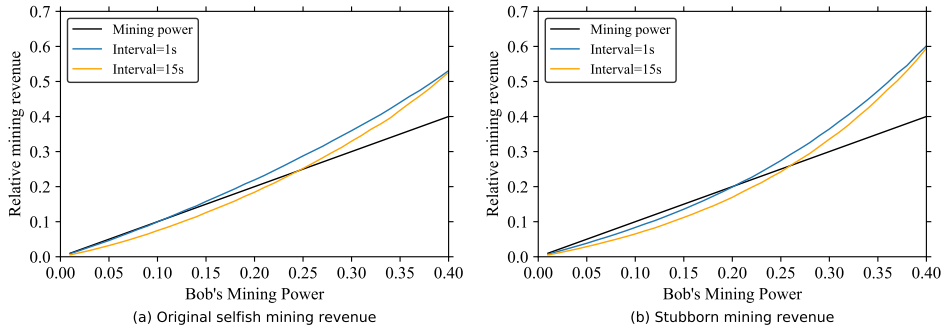 0.7
0.6
0.5
0.4
0.3
0.2
0.1
0.0
Relative mining revenue
Mining power
Interval=1s
Interval=15s
0.00 0.05 0.10 0.15 0.20 0.25 0.30 0.35 0.40
Bob's Mining Power
(a) Original selfish mining revenue
0.7
0.6
0.5
0.4
0.3
0.2
0.1
0.0
Relative mining revenue
Mining power
Interval=1s
Interval=15s
0.00 0.05 0.10 0.15 0.20 0.25 0.30 0.35 0.40
Bob's Mining Power
(b) Stubborn mining revenue